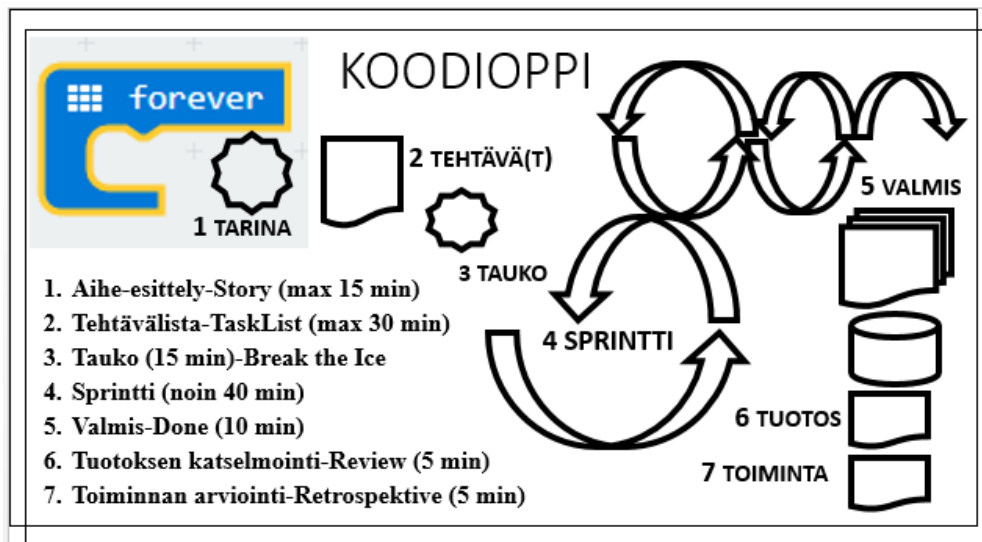 KOODIOPPI
forever
1 TARINA
2 TEHTÄVÄ(T)
3 TAUKO
4 SPRINTTI
5 VALMIS
6 TUOTOS
7 TOIMINTA
1. Aihe-esittely-Story (max 15 min)
2. Tehtävälista-TaskList (max 30 min)
3. Tauko (15 min)-Break the Ice
4. Sprintti (noin 40 min)
5. Valmis-Done (10 min)
6. Tuotoksen katselmointi-Review (5 min)
7. Toiminnan arviointi-Retrospektive (5 min)